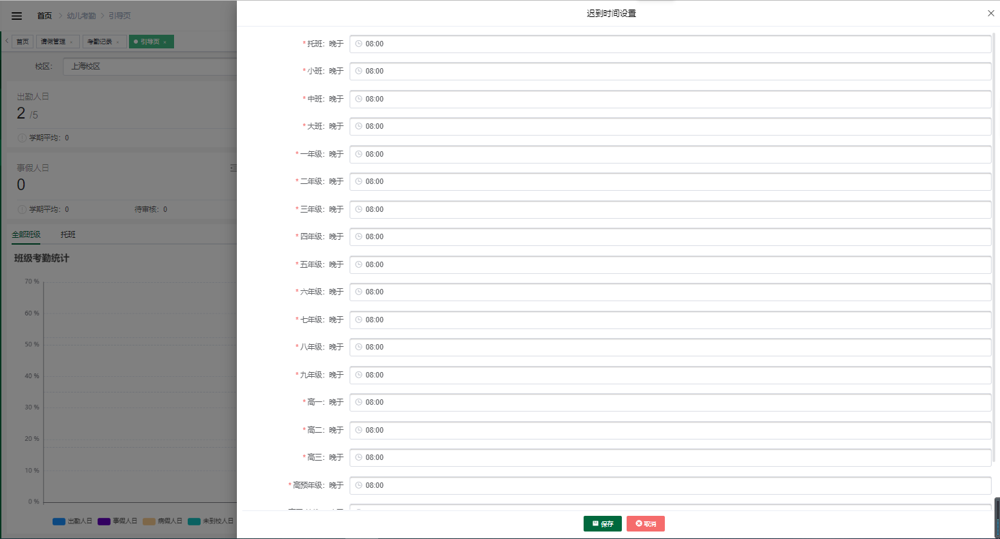 首页 > 幼儿考勤 > 引导页
首页 请假管理 × 考勤记录 × 引导页 ×
校区： 上海校区
出勤人日
2 /5
学期平均：0
事假人日
0
学期平均：0 待审核：0
全部班级 托班
班级考勤统计
70 %
60 %
50 %
40 %
30 %
20 %
10 %
0 %
出勤人日 事假人日 病假人日 未到校人日
迟到时间设置
*托班：晚于 08:00
*小班：晚于 08:00
*中班：晚于 08:00
*大班：晚于 08:00
*一年级：晚于 08:00
*二年级：晚于 08:00
*三年级：晚于 08:00
*四年级：晚于 08:00
*五年级：晚于 08:00
*六年级：晚于 08:00
*七年级：晚于 08:00
*八年级：晚于 08:00
*九年级：晚于 08:00
*高一：晚于 08:00
*高二：晚于 08:00
*高三：晚于 08:00
*高预年级：晚于 08:00
保存 取消